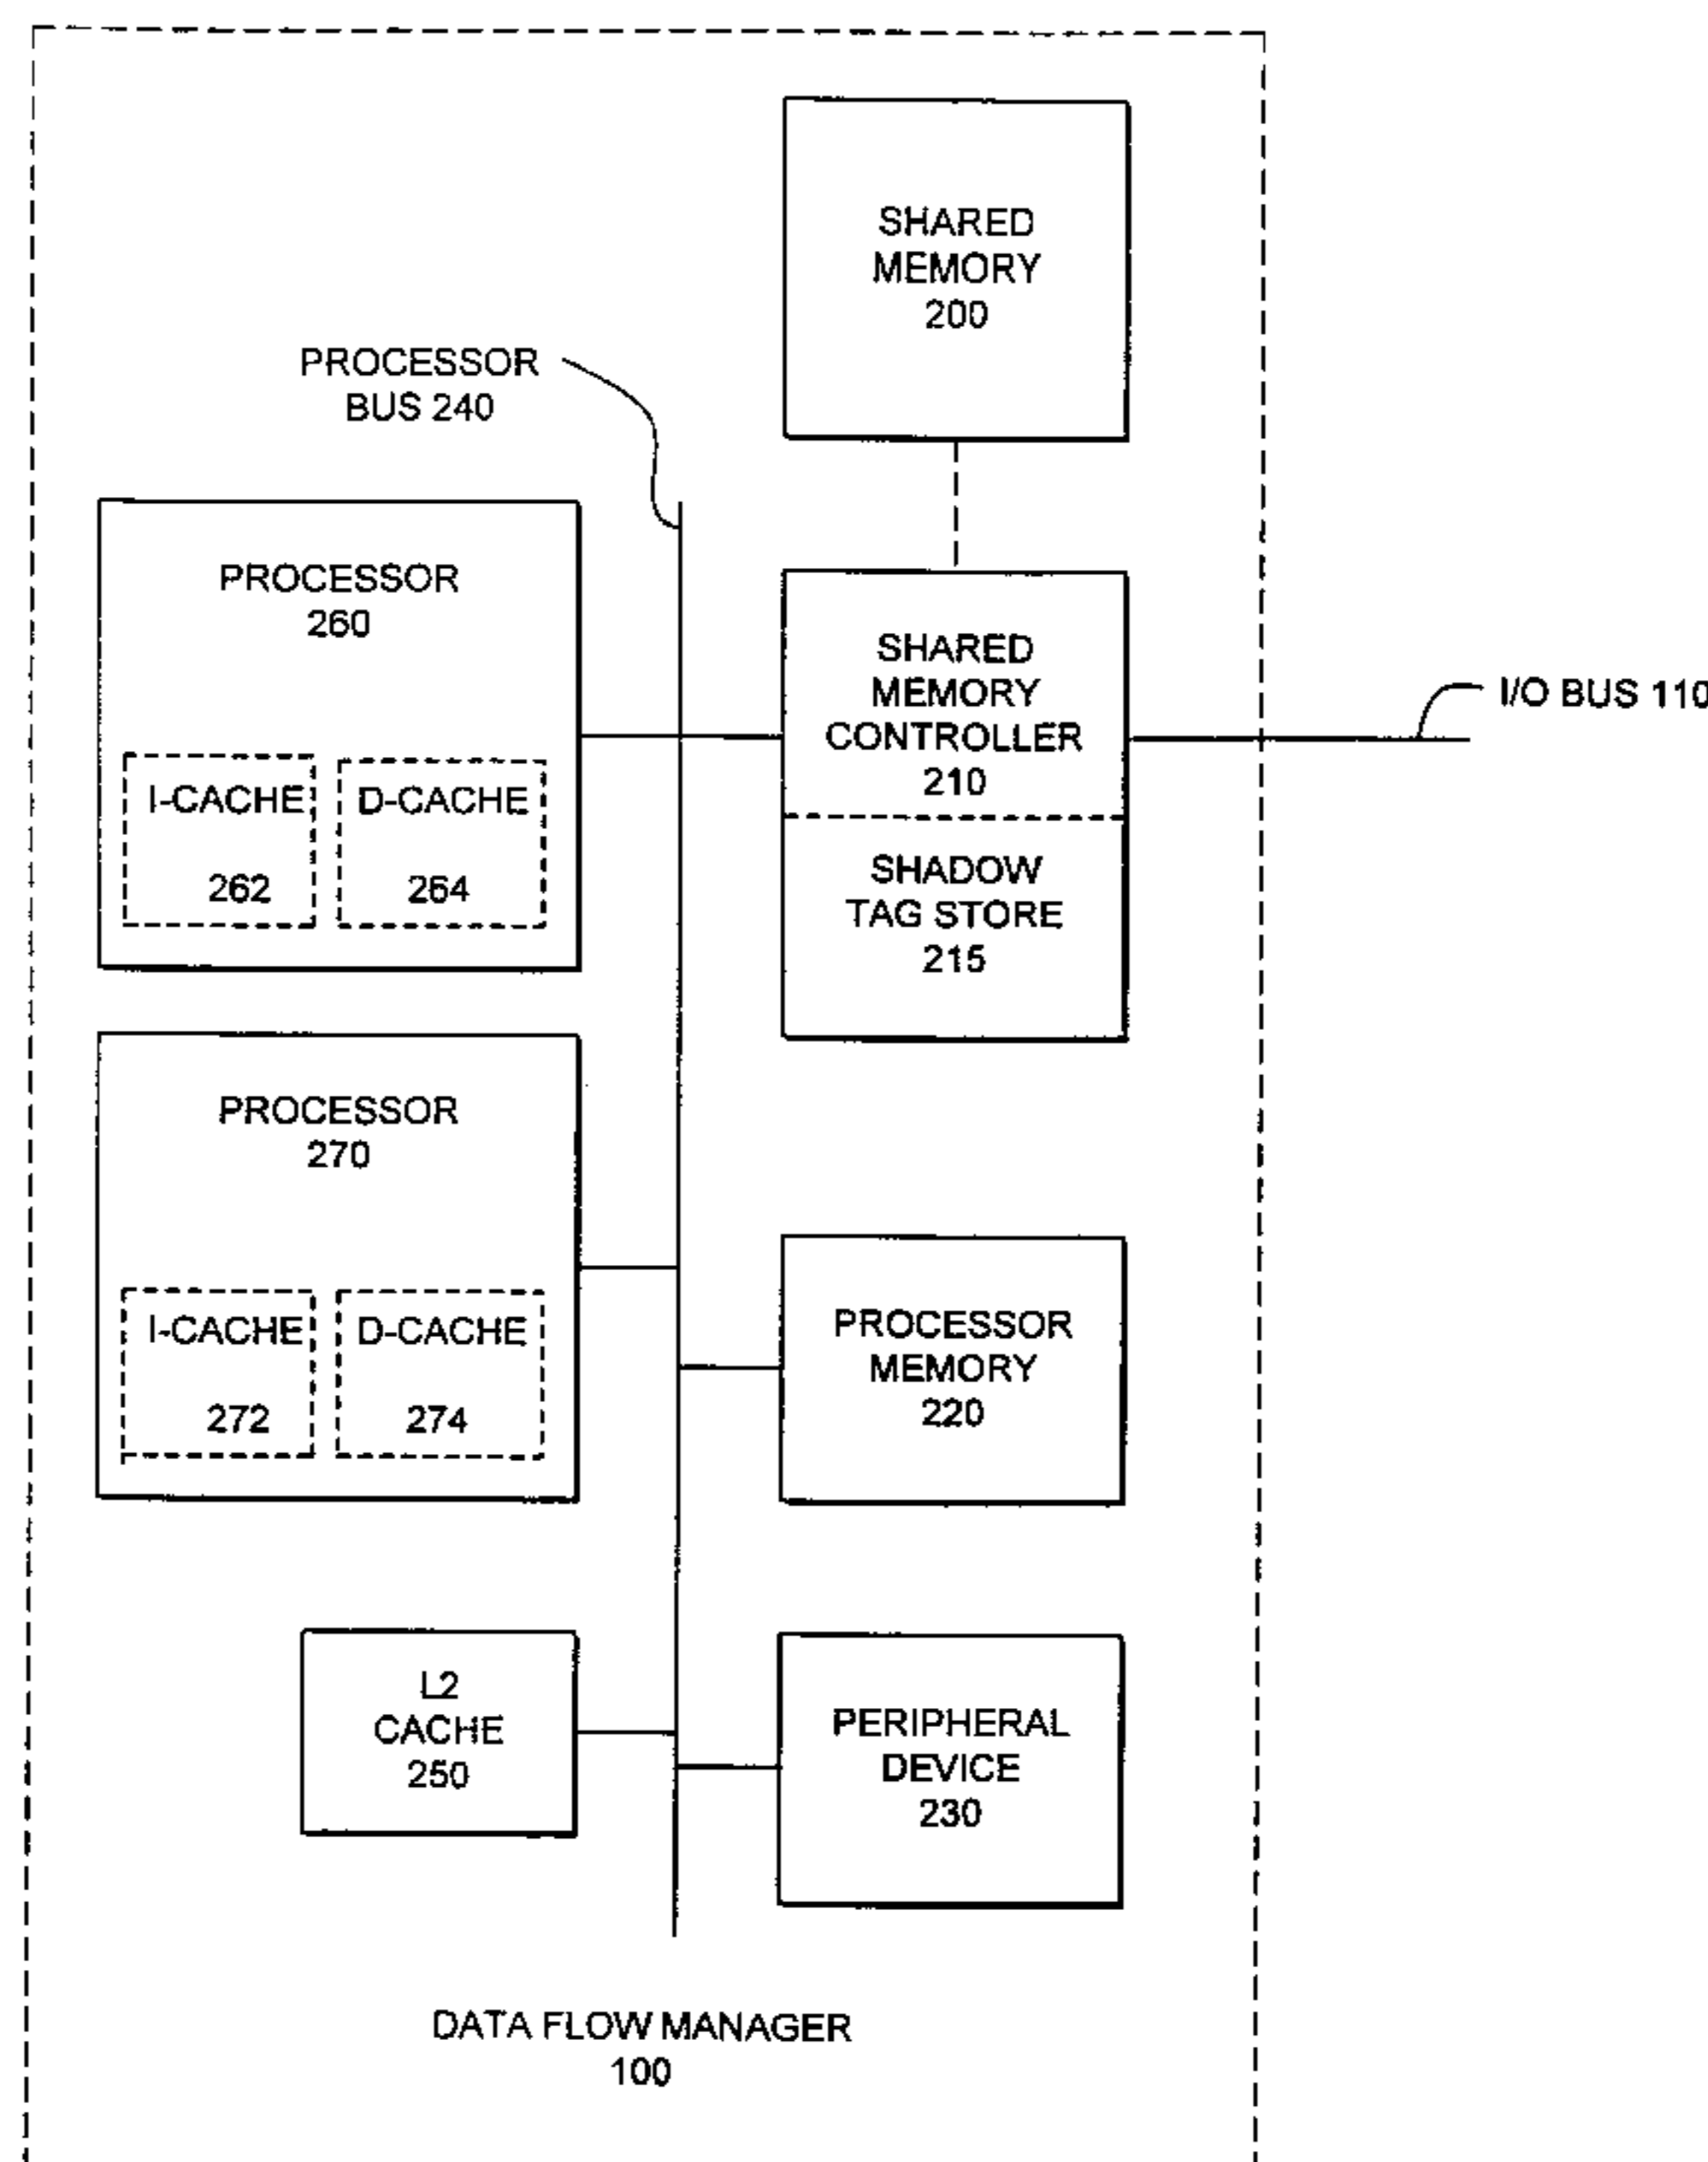 SHARED
MEMORY
200
PROCESSOR
BUS 240
PROCESSOR
260
I-CACHE
262
D-CACHE
264
SHARED
MEMORY
CONTROLLER
210
SHADOW
TAG STORE
215
I/O BUS 110
PROCESSOR
270
I-CACHE
272
D-CACHE
274
PROCESSOR
MEMORY
220
L2
CACHE
250
PERIPHERAL
DEVICE
230
DATA FLOW MANAGER
100